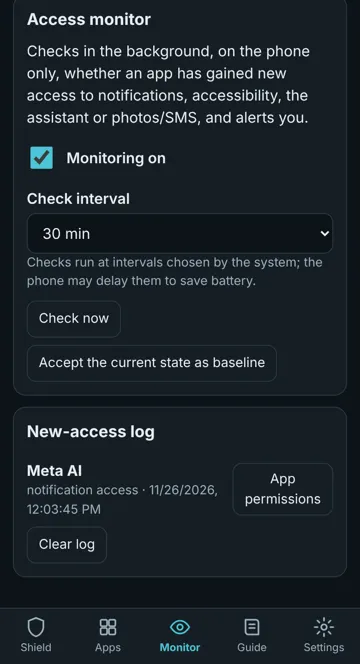 Access monitor
Checks in the background, on the phone
only, whether an app has gained new
access to notifications, accessibility, the
assistant or photos/SMS, and alerts you.
Monitoring on
Check interval
30 min
Checks run at intervals chosen by the system; the
phone may delay them to save battery.
Check now
Accept the current state as baseline
New-access log
Meta AI
notification access · 11/26/2026,
12:03:45 PM
App
permissions
Clear log
Shield
Apps
Monitor
Guide
Settings